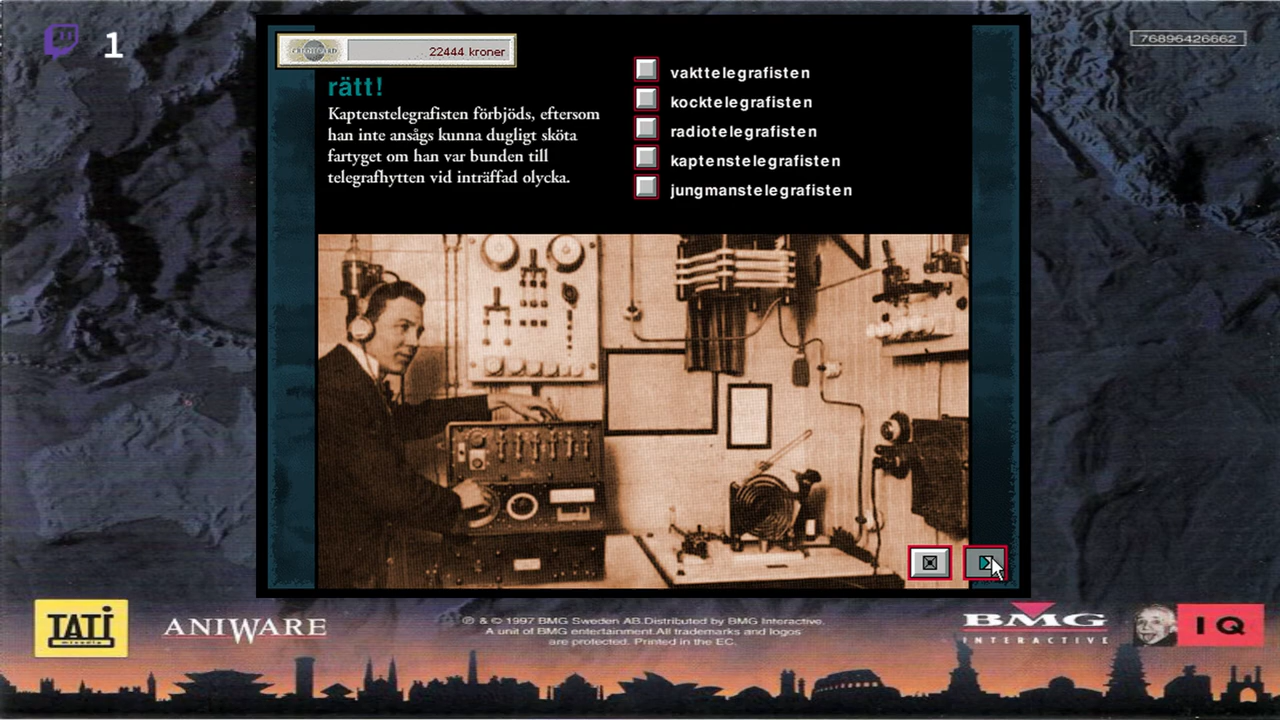 1
76896426662
22444 kroner
rätt!
Kaptenstelegrafisten förbjöds, eftersom
han inte ansågs kunna dugligt sköta
fartyget om han var bunden till
telegrafhytten vid inträffad olycka.
vakttelegrafisten
kocktelegrafisten
radiotelegrafisten
kaptenstelegrafisten
jungmanstelegrafisten
TATi
ANIWARE
℗ & © 1997 BMG Sweden AB.Distributed by BMG Interactive.
A unit of BMG entertainment.All trademarks and logos
are protected. Printed in the EC.
BMG
INTERACTIVE
IQ